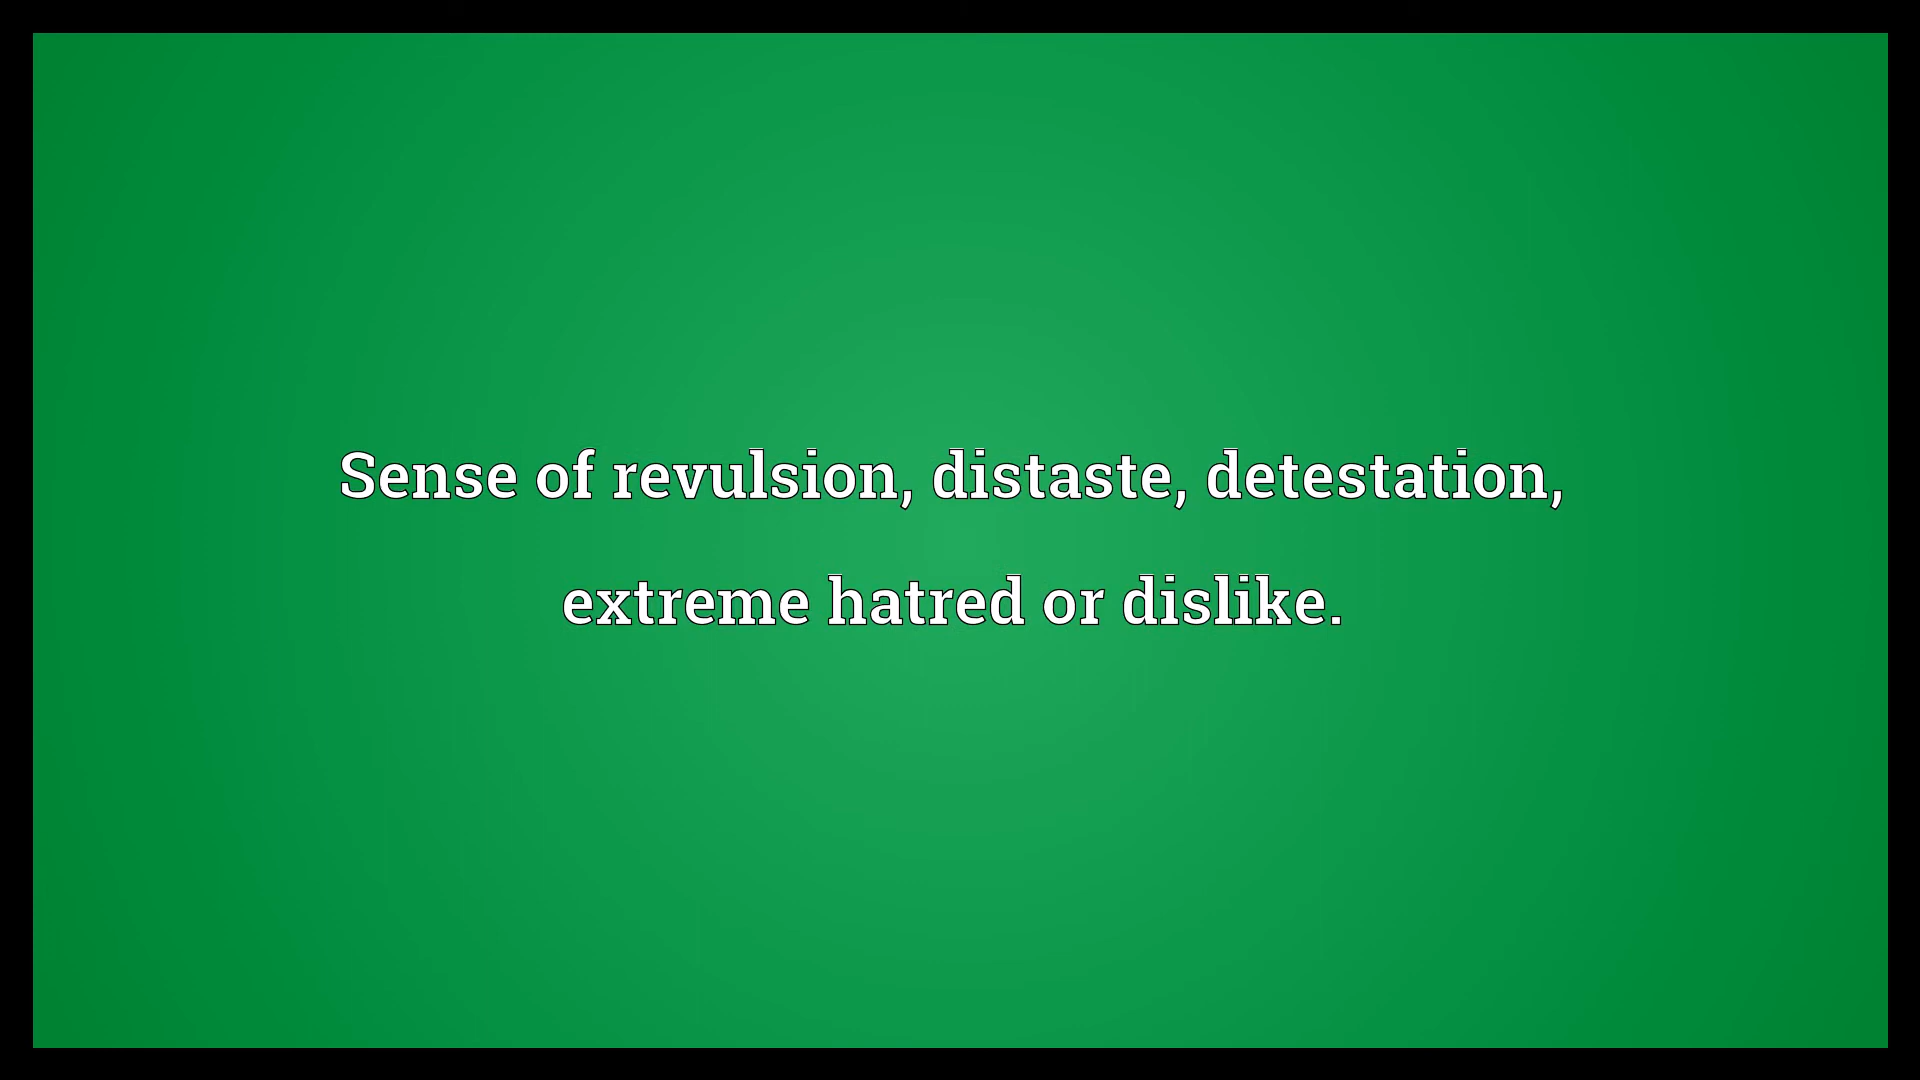 Sense of revulsion, distaste, detestation,
extreme hatred or dislike.